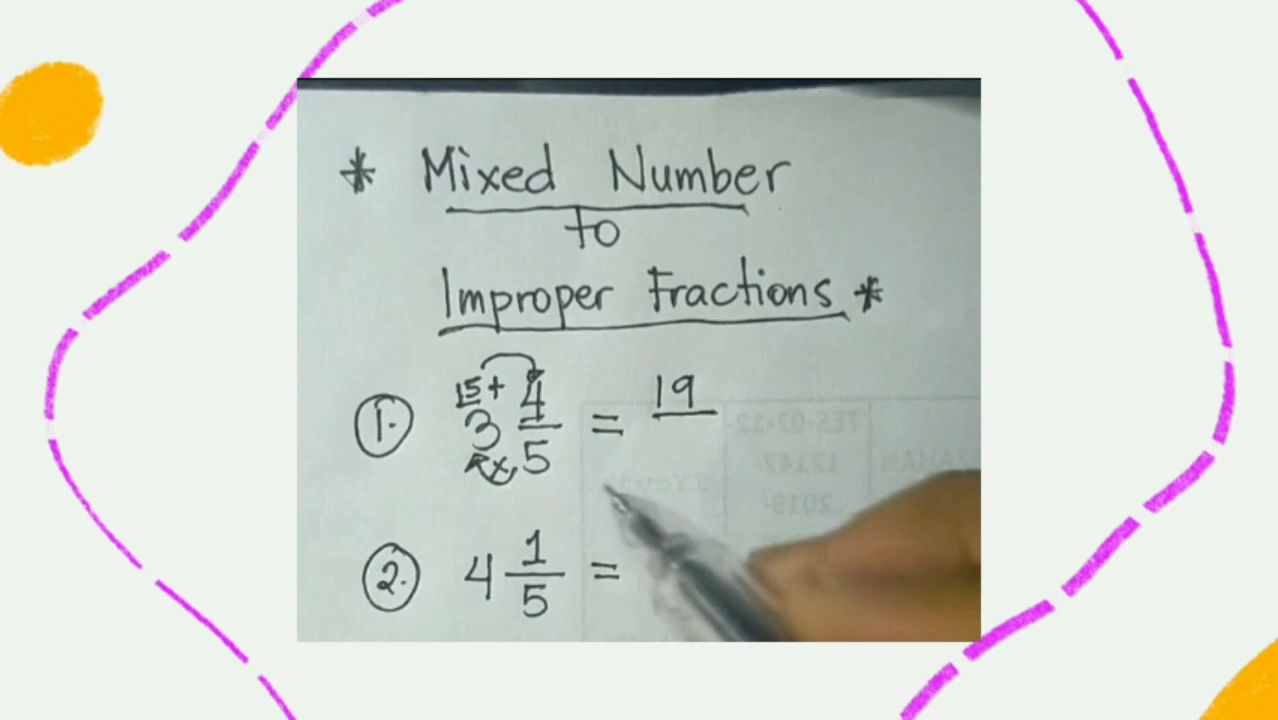 * Mixed Number
to
Improper Fractions *
1. 3 4/5 = 19
15 +
x
2. 4 1/5 =